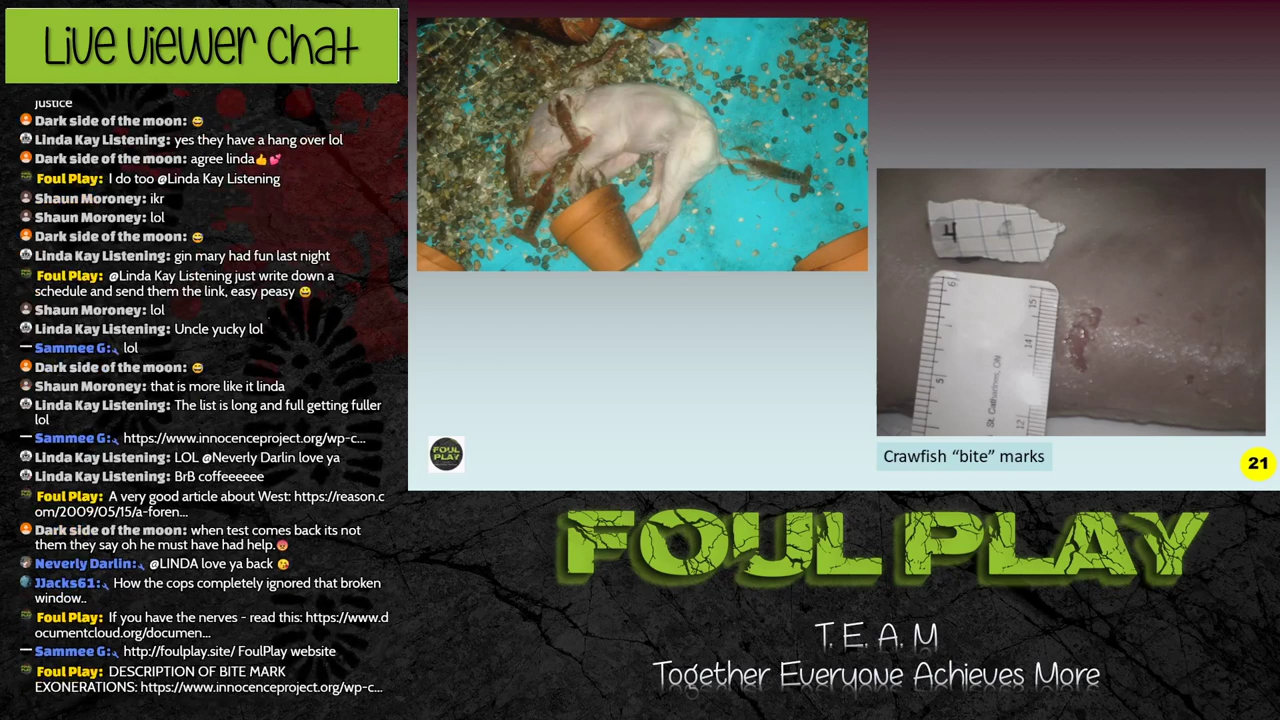 Live viewer chat
justice
Dark side of the moon: 😅
Linda Kay Listening: yes they have a hang over lol
Dark side of the moon: agree linda👍💕
Foul Play: I do too @Linda Kay Listening
Shaun Moroney: ikr
Shaun Moroney: lol
Dark side of the moon: 😅
Linda Kay Listening: gin mary had fun last night
Foul Play: @Linda Kay Listening just write down a
schedule and send them the link, easy peasy 😀
Shaun Moroney: lol
Linda Kay Listening: Uncle yucky lol
Sammee G: lol
Dark side of the moon: 😅
Shaun Moroney: that is more like it linda
Linda Kay Listening: The list is long and full getting fuller
lol
Sammee G: https://www.innocenceproject.org/wp-c...
Linda Kay Listening: LOL @Neverly Darlin love ya
Linda Kay Listening: BrB coffeeeeee
Foul Play: A very good article about West: https://reason.c
om/2009/05/15/a-foren...
Dark side of the moon: when test comes back its not
them they say oh he must have had help.😡
Neverly Darlin: @LINDA love ya back 😘
JJacks61: How the cops completely ignored that broken
window..
Foul Play: If you have the nerves - read this: https://www.d
ocumentcloud.org/documen...
Sammee G: http://foulplay.site/ FoulPlay website
Foul Play: DESCRIPTION OF BITE MARK
EXONERATIONS: https://www.innocenceproject.org/wp-c...
4
6
5
15
14
12
St. Catharines, ON
FOUL
PLAY
Crawfish “bite” marks
21
FOUL PLAY
T. E. A. M
Together Everyone Achieves More